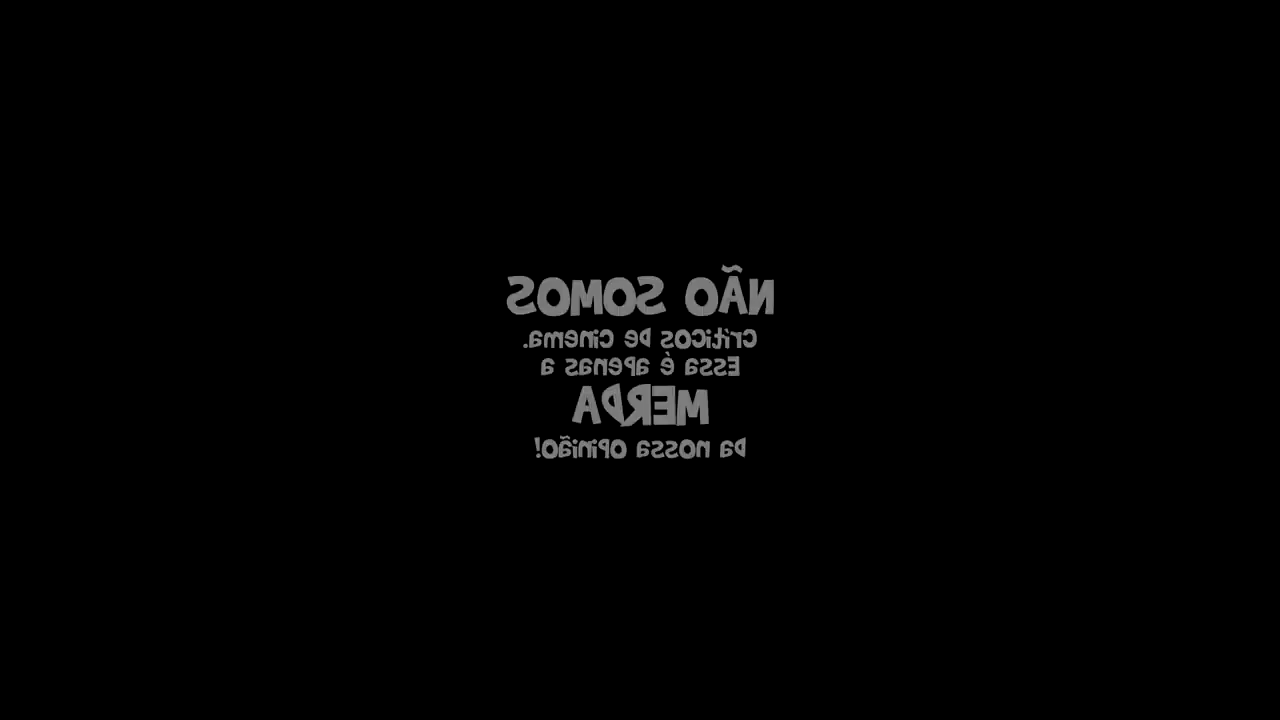 NÃO SOMOS
críticos de cinema.
Essa é apenas a
MERDA
Da nossa opinião!